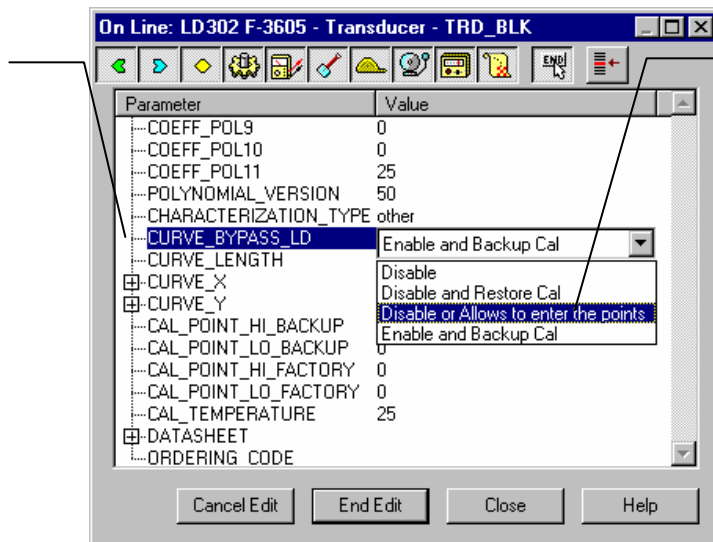 On Line: LD302 F-3605 - Transducer - TRD_BLK
END
Parameter Value
COEFF_POL9 0
COEFF_POL10 0
COEFF_POL11 25
POLYNOMIAL_VERSION 50
CHARACTERIZATION_TYPE other
CURVE_BYPASS_LD Enable and Backup Cal
CURVE_LENGTH
CURVE_X
CURVE_Y
Disable
Disable and Restore Cal
Disable or Allows to enter the points
Enable and Backup Cal
CAL_POINT_HI_BACKUP
CAL_POINT_LO_BACKUP 0
CAL_POINT_HI_FACTORY 0
CAL_POINT_LO_FACTORY 0
CAL_TEMPERATURE 25
DATASHEET
ORDERING_CODE
Cancel Edit End Edit Close Help